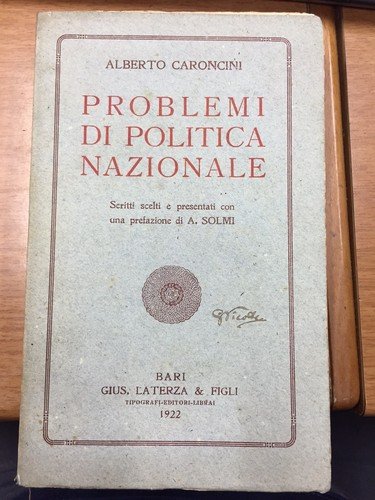 ALBERTO CARONCINI
PROBLEMI
DI POLITICA
NAZIONALE
Scritti scelti e presentati con
una prefazione di A. SOLMI
BARI
GIUS. LATERZA & FIGLI
TIPOGRAFI-EDITORI-LIBRAI
1922